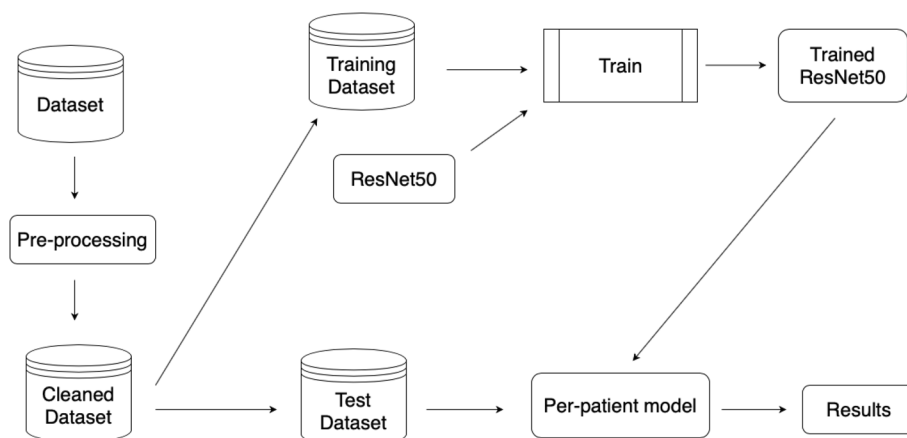 Dataset
Pre-processing
Cleaned
Dataset
Training
Dataset
ResNet50
Train
Trained
ResNet50
Test
Dataset
Per-patient model
Results